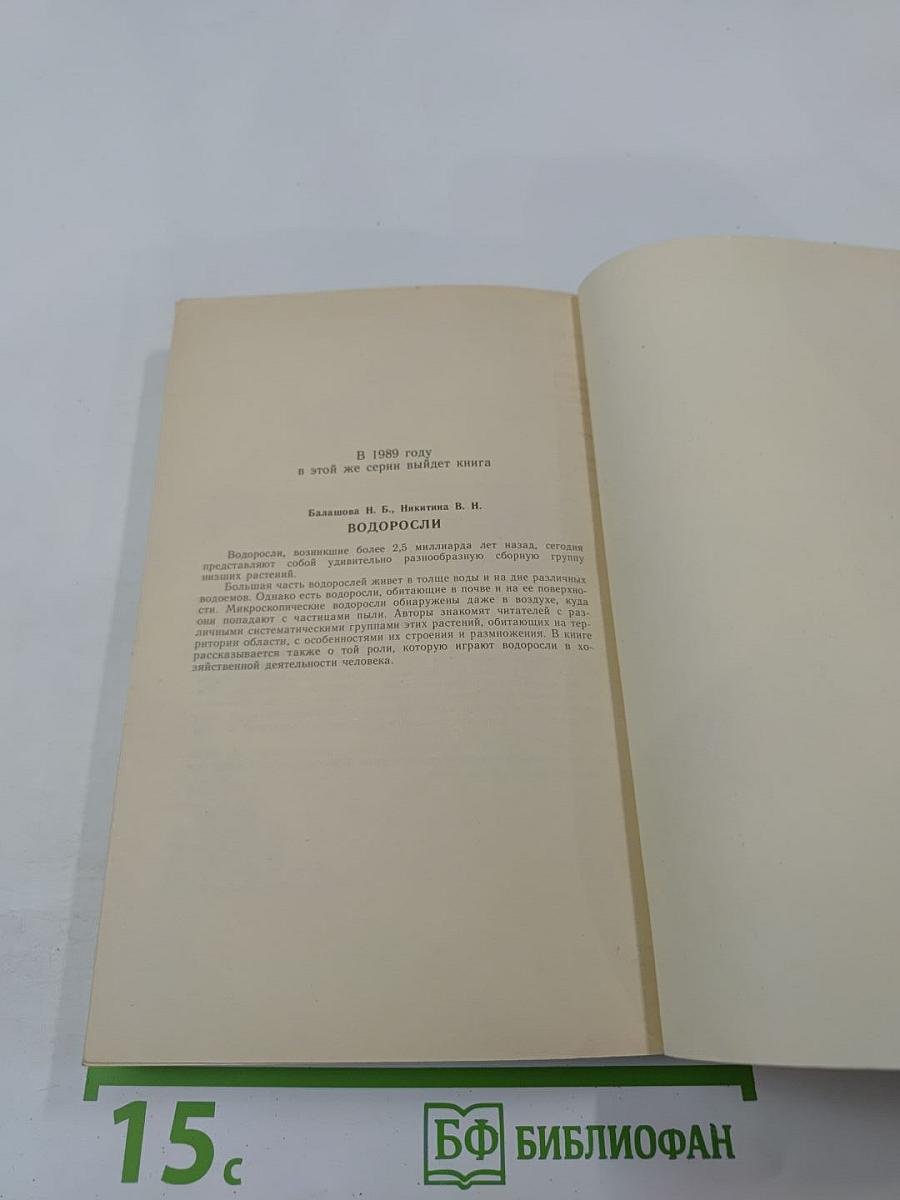 В 1989 году
в этой же серии выйдет книга
Балашова Н. Б., Никитина В. Н.
ВОДОРОСЛИ
Водоросли, возникшие более 2,5 миллиарда лет назад, сегодня
представляют собой удивительно разнообразную сборную группу
низших растений.
Большая часть водорослей живет в толще воды и на дне различных
водоемов. Однако есть водоросли, обитающие в почве и на ее поверхно-
сти. Микроскопические водоросли обнаружены даже в воздухе, куда
они попадают с частицами пыли. Авторы знакомят читателей с раз-
личными систематическими группами этих растений, обитающих на тер-
ритории области, с особенностями их строения и размножения. В книге
рассказывается также о той роли, которую играют водоросли в хо-
зяйственной деятельности человека.
15 с
БФ БИБЛИОФАН